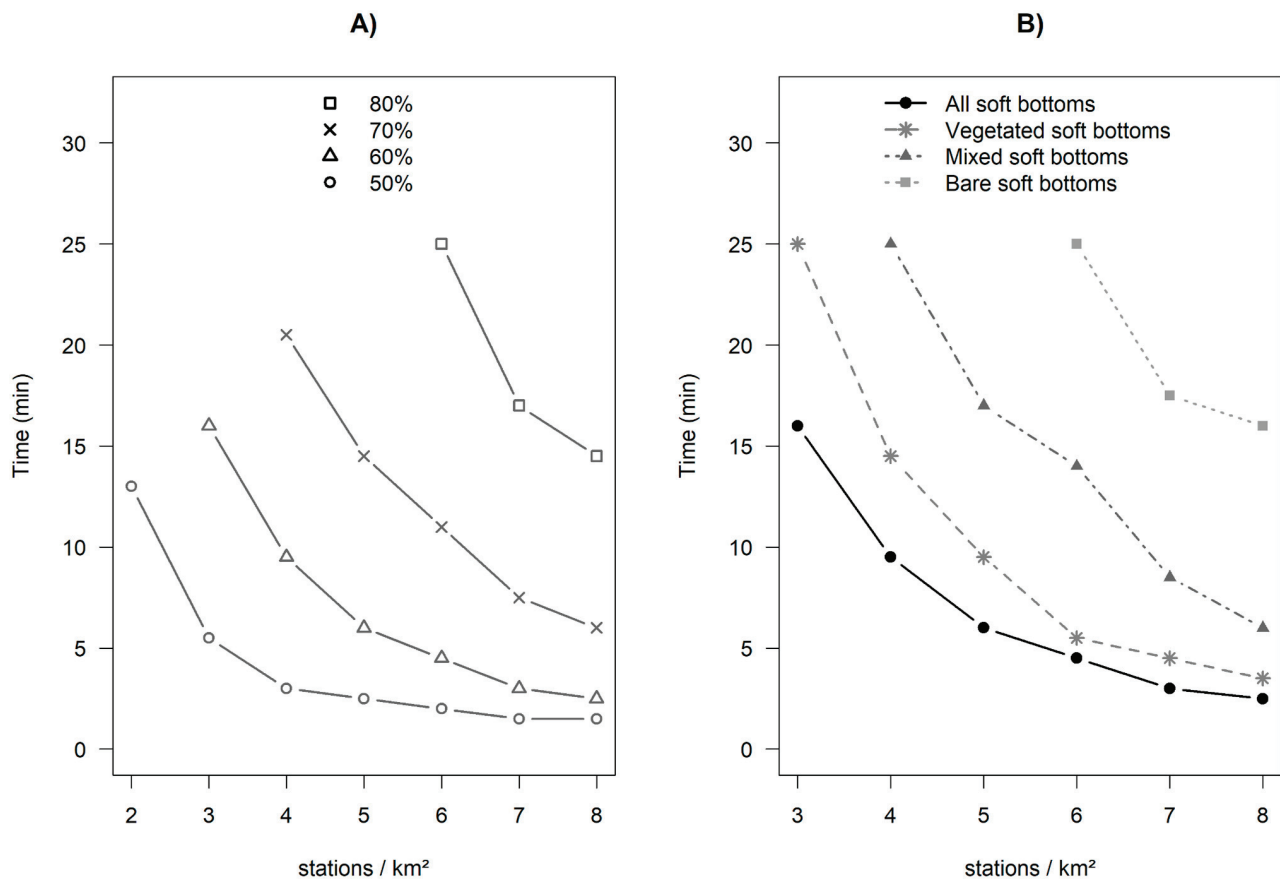 A)
80%
70%
60%
50%
30
25
20
15
10
5
0
Time (min)
2 3 4 5 6 7 8
stations / km²
B)
All soft bottoms
Vegetated soft bottoms
Mixed soft bottoms
Bare soft bottoms
30
25
20
15
10
5
0
Time (min)
3 4 5 6 7 8
stations / km²